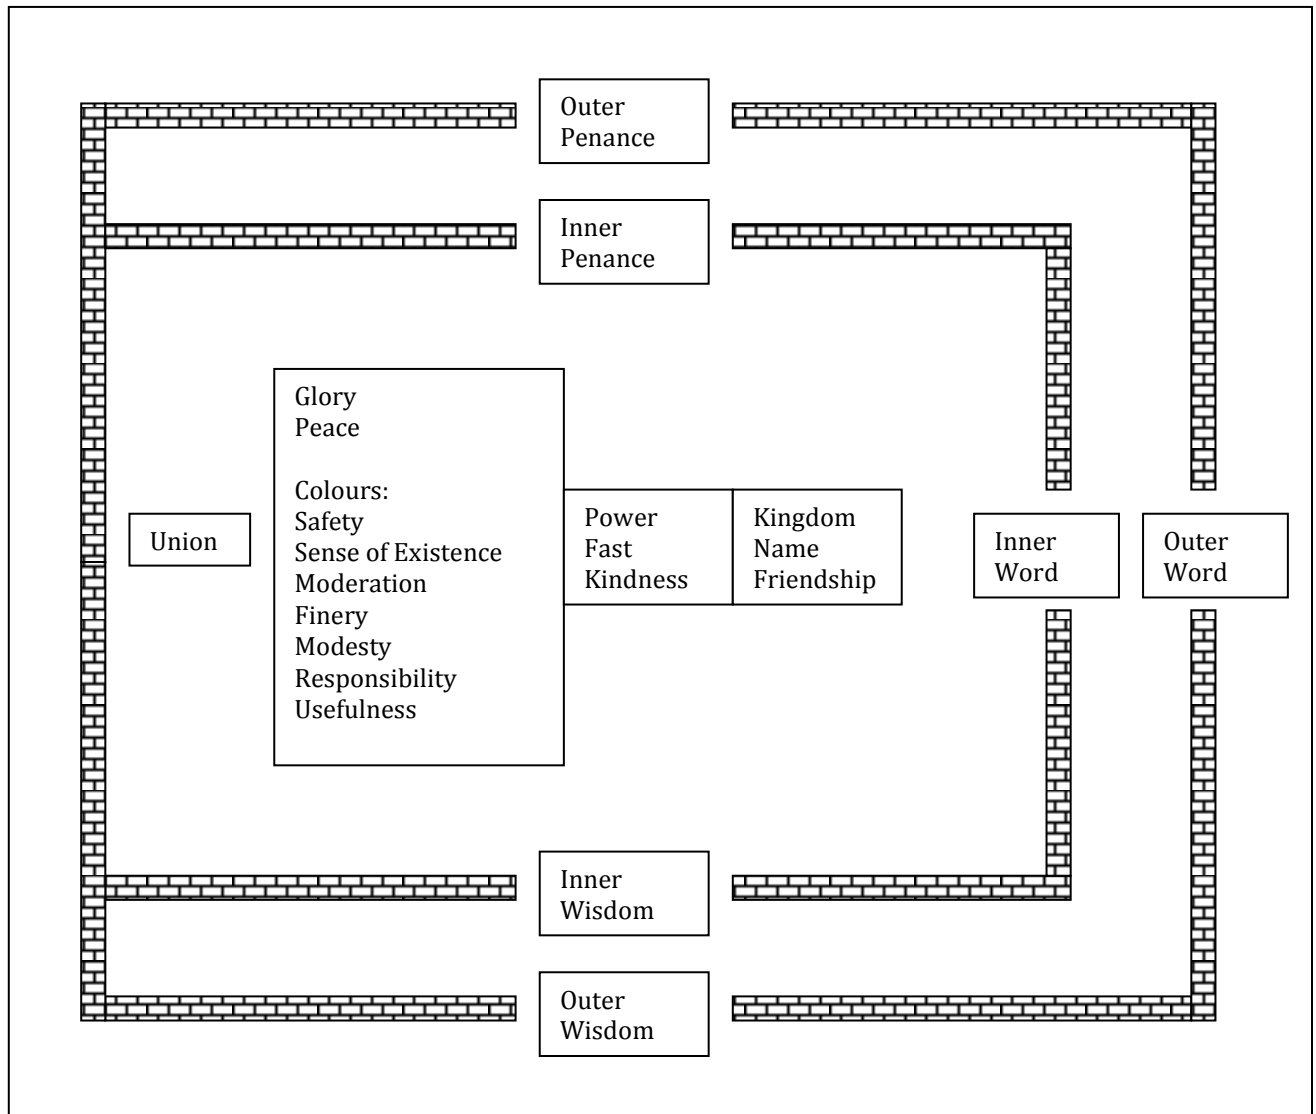 Outer
Penance
Inner
Penance
Glory
Peace
Colours:
Safety
Sense of Existence
Moderation
Finery
Modesty
Responsibility
Usefulness
Union
Power
Fast
Kindness
Kingdom
Name
Friendship
Inner
Word
Outer
Word
Inner
Wisdom
Outer
Wisdom